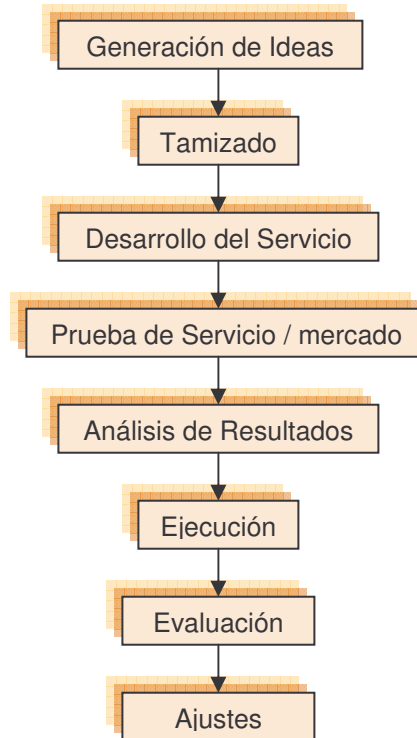 Generación de Ideas
Tamizado
Desarrollo del Servicio
Prueba de Servicio / mercado
Análisis de Resultados
Ejecución
Evaluación
Ajustes